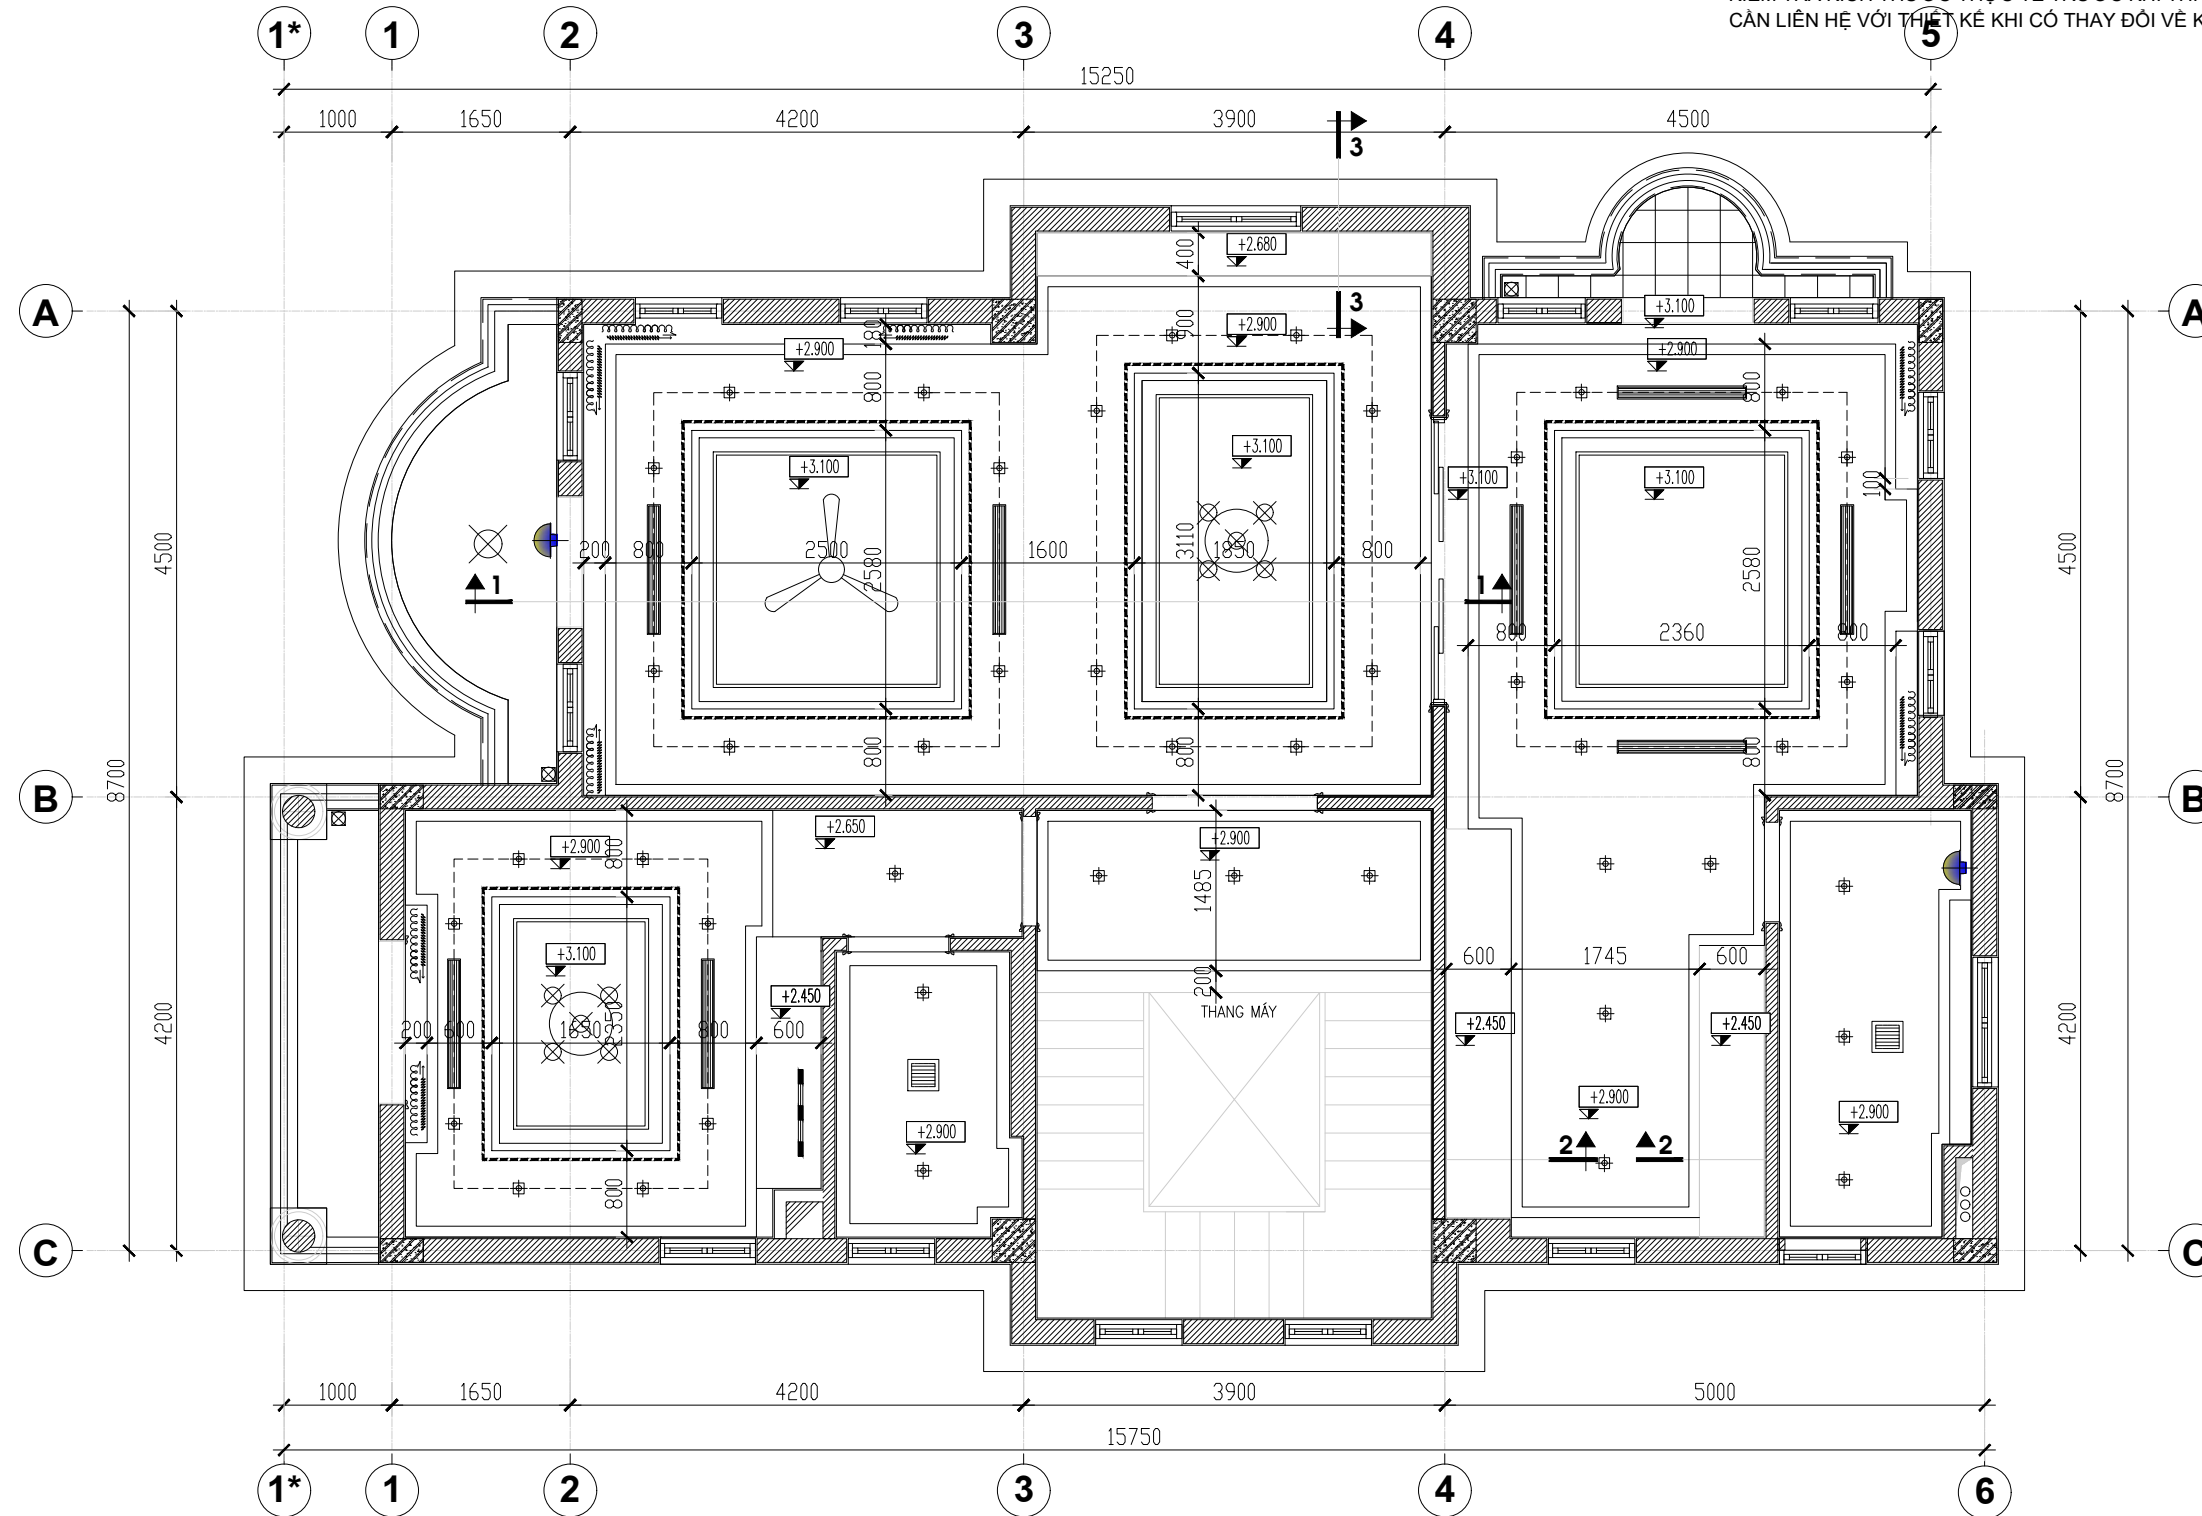 CẦN LIÊN HỆ VỚI THIẾT KẾ KHI CÓ THAY ĐỔI VỀ K
1* 1 2 3 4 5
15250
1000 1650 4200 3900 4500
3
3
A A
B B
C C
8700 4500 4200
4500 4200 8700
+2.680
400
+3.100
+2.900 +2.900 +2.900
180 900
800 800
+3.100 +3.100 +3.100 +3.100
100
200 800 2500 1600 1850 800
2580 3110 2580
1 1
800 2360 800
800 800 800
+2.650
+2.900 +2.900
800
1485
+3.100
600 1745 600
200
+2.450
THANG MÁY
+2.450 +2.450
200 600 1650 800 600
2350
+2.900 +2.900
+2.900
2 2
800
1000 1650 4200 3900 5000
15750
1* 1 2 3 4 6